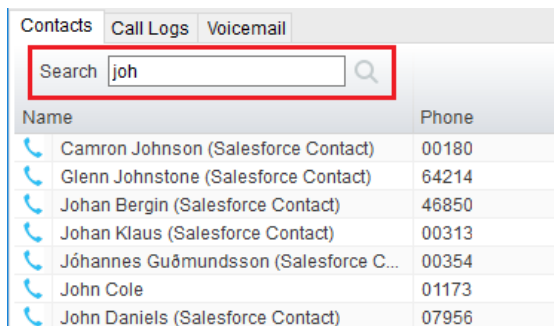 Contacts Call Logs Voicemail
Search joh
Name Phone
Camron Johnson (Salesforce Contact) 00180
Glenn Johnstone (Salesforce Contact) 64214
Johan Bergin (Salesforce Contact) 46850
Johan Klaus (Salesforce Contact) 00313
Jóhannes Guðmundsson (Salesforce C... 00354
John Cole 01173
John Daniels (Salesforce Contact) 07956